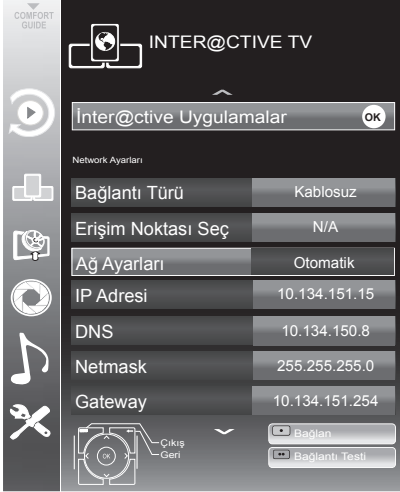 COMFORT
GUIDE
INTER@CTIVE TV
İnter@ctive Uygulamalar OK
Network Ayarları
Bağlantı Türü Kablosuz
Erişim Noktası Seç N/A
Ağ Ayarları Otomatik
IP Adresi 10.134.151.15
DNS 10.134.150.8
Netmask 255.255.255.0
Gateway 10.134.151.254
OK
Çıkış
Geri
Bağlan
Bağlantı Testi